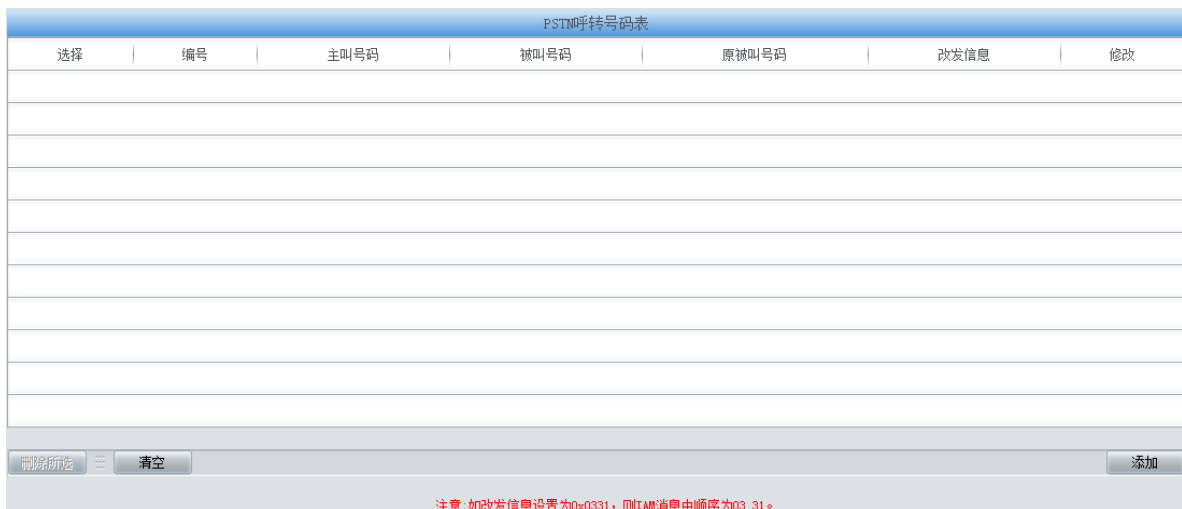 PSTN呼转号码表
选择 编号 主叫号码 被叫号码 原被叫号码 改发信息 修改
删除所选 清空 添加
注意:如改发信息设置为0x0331，则IAM消息中顺序为03 31。